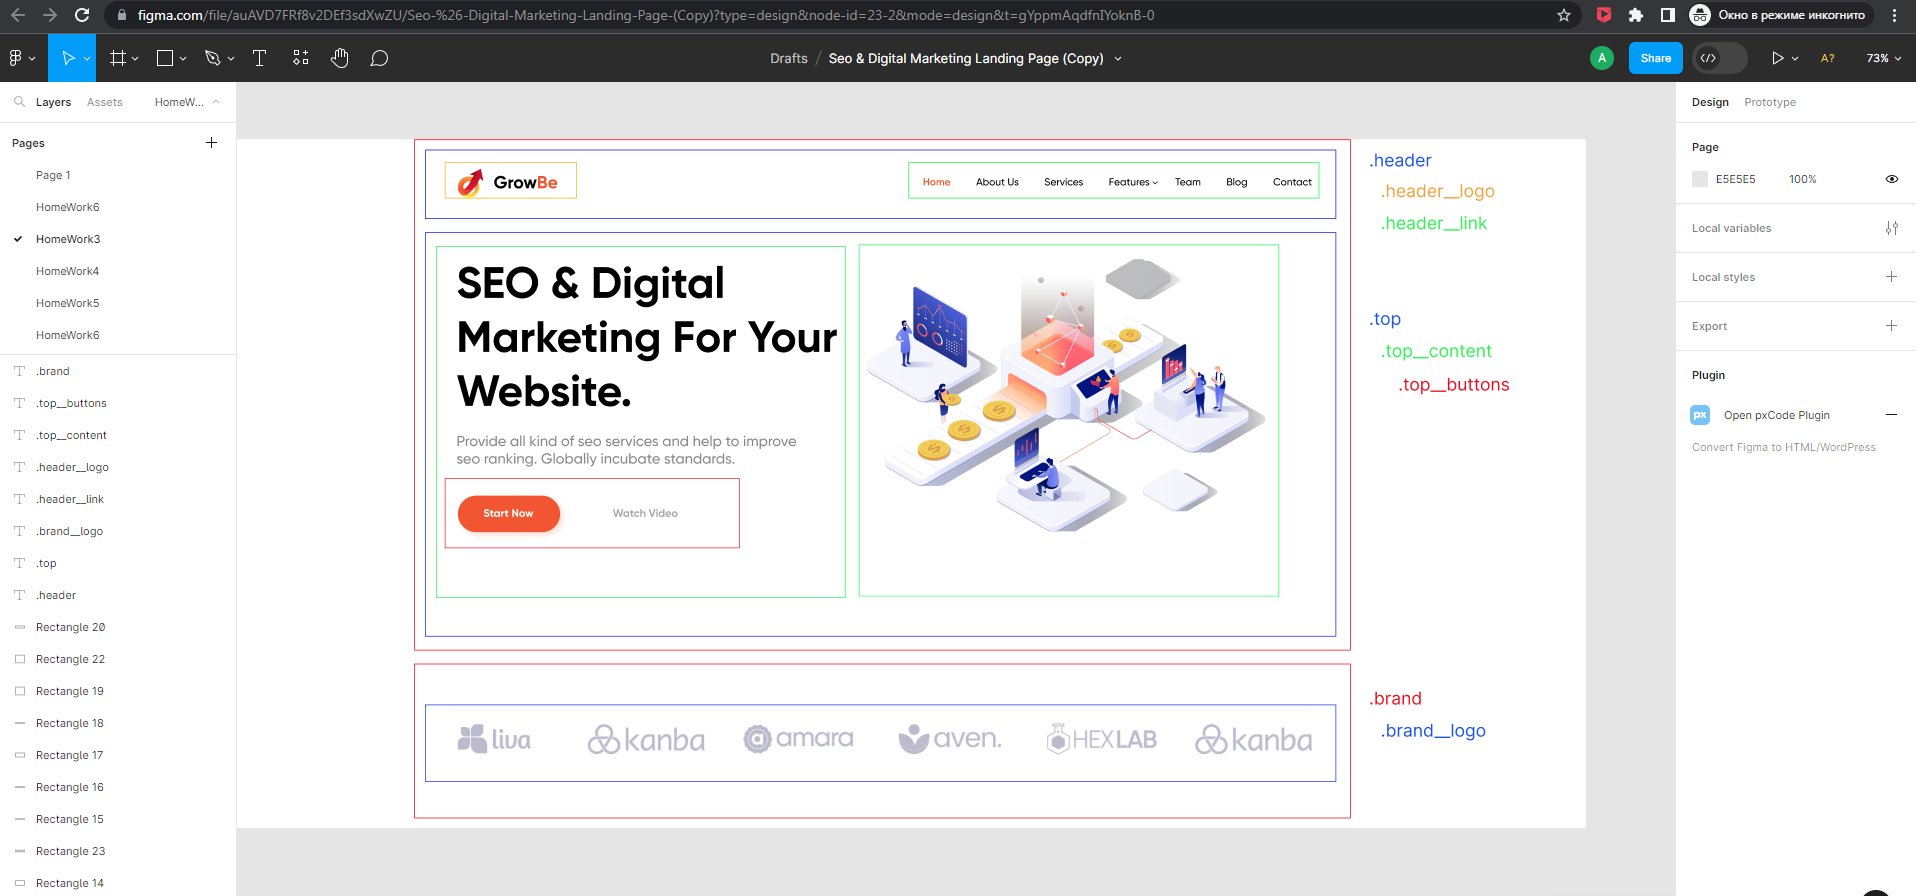 figma.com/file/auAVD7FRf8v2DEf3sdXwZU/Seo-%26-Digital-Marketing-Landing-Page-(Copy)?type=design&node-id=23-2&mode=design&t=gYppmAqdfnIYoknB-0
Окно в режиме инкогнито
Drafts / Seo & Digital Marketing Landing Page (Copy)
A
Share
A?
73%
Layers
Assets
HomeW...
Pages
Page 1
HomeWork6
HomeWork3
HomeWork4
HomeWork5
HomeWork6
.brand
.top__buttons
.top__content
.header__logo
.header__link
.brand__logo
.top
.header
Rectangle 20
Rectangle 22
Rectangle 19
Rectangle 18
Rectangle 17
Rectangle 16
Rectangle 15
Rectangle 23
Rectangle 14
GrowBe
Home
About Us
Services
Features
Team
Blog
Contact
SEO & Digital
Marketing For Your
Website.
Provide all kind of seo services and help to improve
seo ranking. Globally incubate standards.
Start Now
Watch Video
liva
kanba
amara
aven.
HEXLAB
kanba
.header
.header__logo
.header__link
.top
.top__content
.top__buttons
.brand
.brand__logo
Design
Prototype
Page
E5E5E5
100%
Local variables
Local styles
Export
Plugin
px
Open pxCode Plugin
Convert Figma to HTML/WordPress